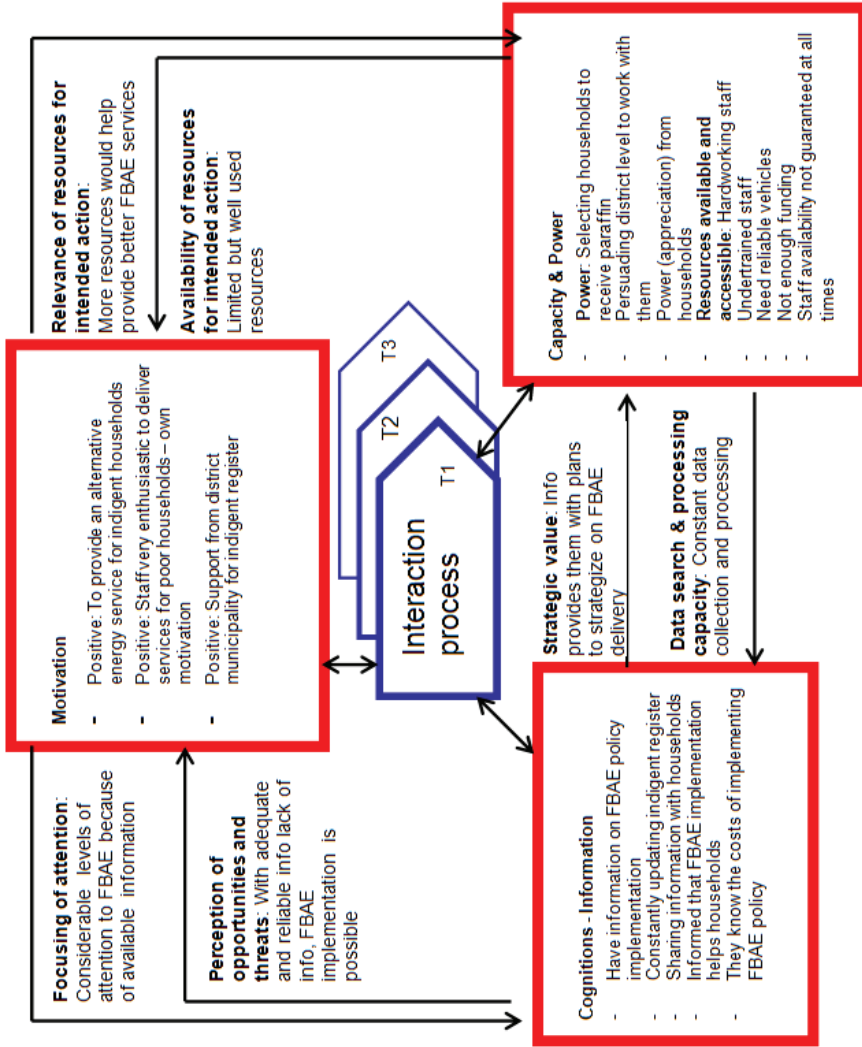 Focusing of attention:
Considerable levels of
attention to FBAE because
of available information
Perception of
opportunities and
threats: With adequate
and reliable info lack of
info, FBAE
implementation is
possible
Motivation
- Positive: To provide an alternative
energy service for indigent households
- Positive: Staff very enthusiastic to deliver
services for poor households – own
motivation
- Positive: Support from district
municipality for indigent register
Relevance of resources for
intended action:
More resources would help
provide better FBAE services
Availability of resources
for intended action:
Limited but well used
resources
Interaction
process
T1
T2
T3
Cognitions - Information
- Have information on FBAE policy
implementation
- Constantly updating indigent register
- Sharing information with households
- Informed that FBAE implementation
helps households
- They know the costs of implementing
FBAE policy
Strategic value: Info
provides them with plans
to strategize on FBAE
delivery
Data search & processing
capacity: Constant data
collection and processing
Capacity & Power
- Power: Selecting households to
receive paraffin
- Persuading district level to work with
them
- Power (appreciation) from
households
- Resources available and
accessible: Hardworking staff
- Undertrained staff
- Need reliable vehicles
- Not enough funding
- Staff availability not guaranteed at all
times